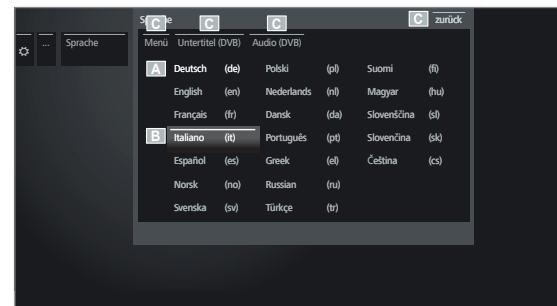 Sprache C C C C zurück
... Sprache
Menü Untertitel (DVB) Audio (DVB)
A Deutsch (de) Polski (pl) Suomi (fi)
English (en) Nederlands (nl) Magyar (hu)
Français (fr) Dansk (da) Slovenščina (sl)
B Italiano (it) Português (pt) Slovenčina (sk)
Español (es) Greek (el) Čeština (cs)
Norsk (no) Russian (ru)
Svenska (sv) Türkçe (tr)